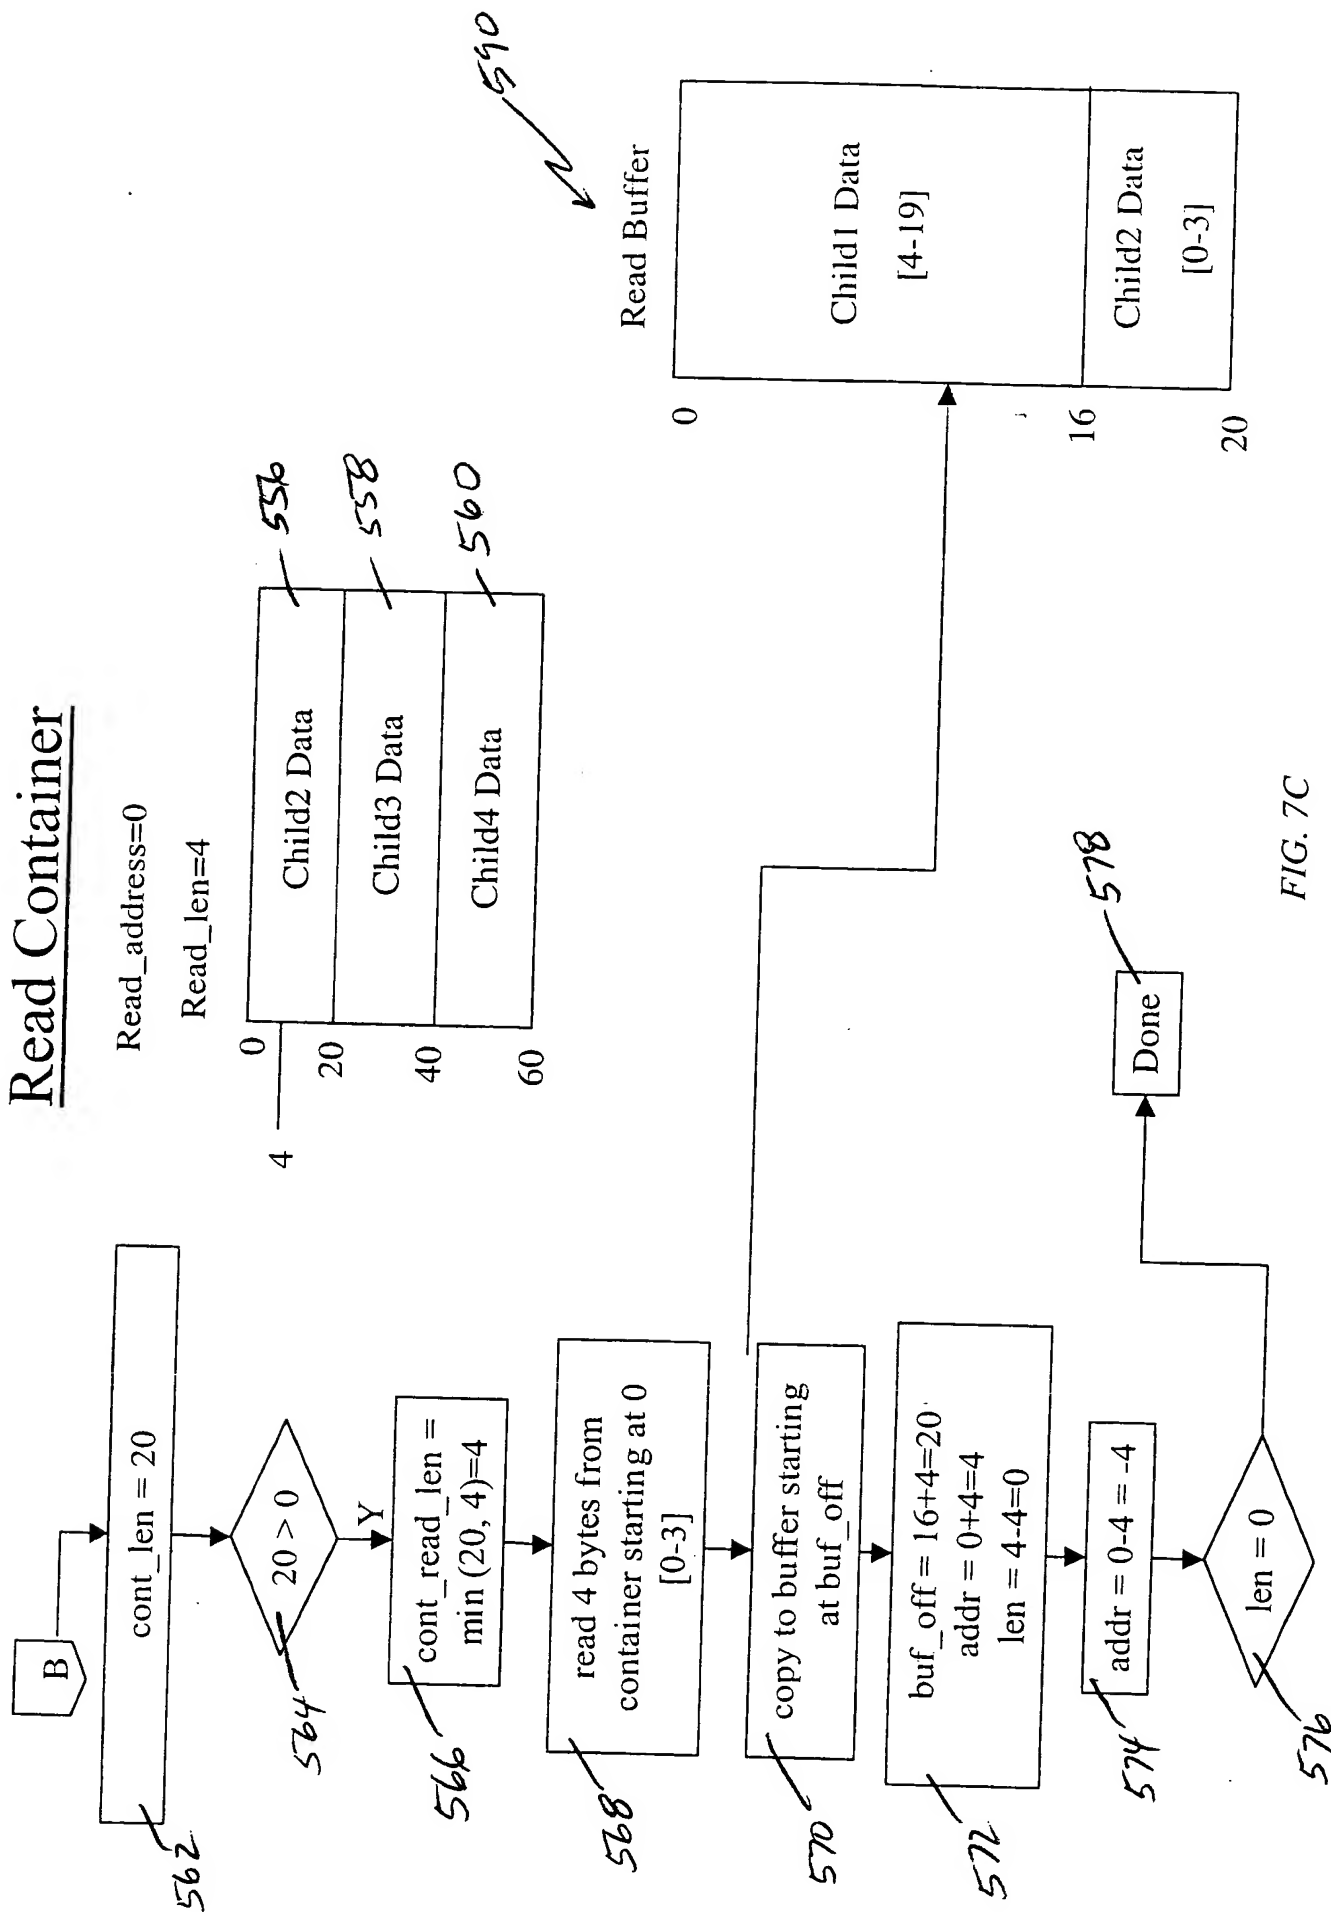 Read Container
Read_address=0
Read_len=4
B
cont_len = 20
562
20 > 0
564
Y
cont_read_len =
min (20, 4)=4
566
read 4 bytes from
container starting at 0
[0-3]
568
copy to buffer starting
at buf_off
570
buf_off = 16+4=20
addr = 0+4=4
len = 4-4=0
572
addr = 0-4 = -4
574
len = 0
576
Done
578
0
4
20
40
60
Child2 Data
556
Child3 Data
558
Child4 Data
560
Read Buffer
590
0
Child1 Data
[4-19]
16
Child2 Data
[0-3]
20
FIG. 7C